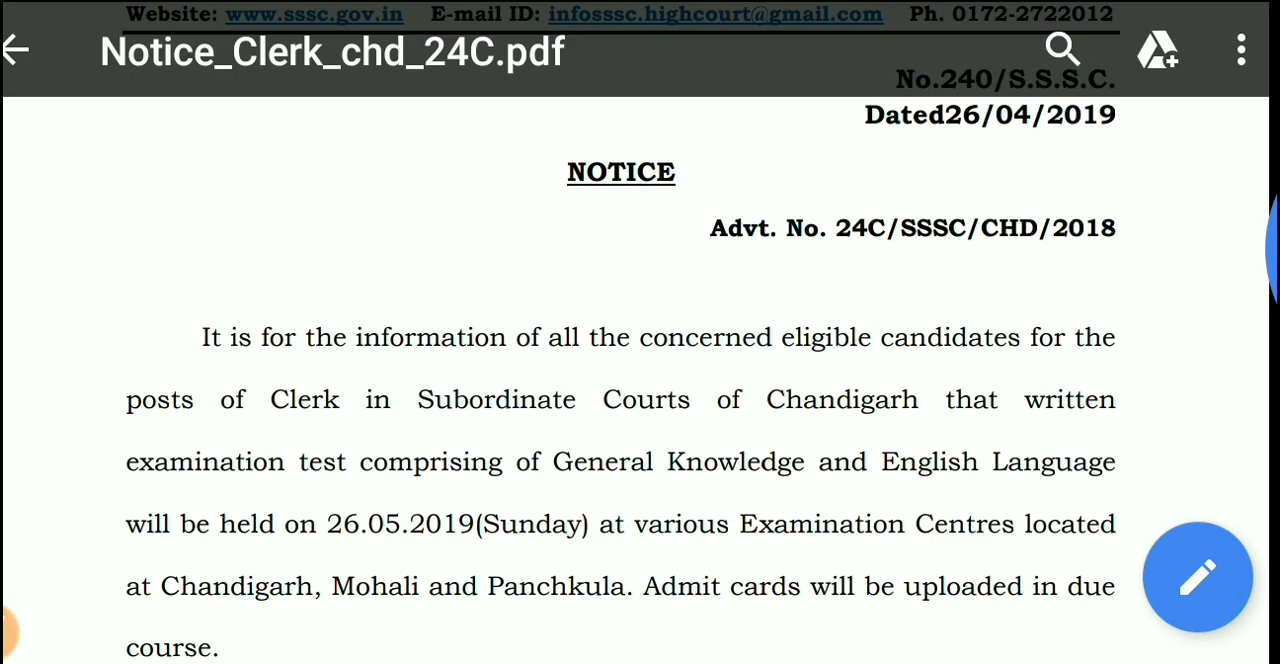 Website: www.sssc.gov.in E-mail ID: infosssc.highcourt@gmail.com Ph. 0172-2722012
Notice_Clerk_chd_24C.pdf
No.240/S.S.S.C.
Dated26/04/2019
NOTICE
Advt. No. 24C/SSSC/CHD/2018
It is for the information of all the concerned eligible candidates for the
posts of Clerk in Subordinate Courts of Chandigarh that written
examination test comprising of General Knowledge and English Language
will be held on 26.05.2019(Sunday) at various Examination Centres located
at Chandigarh, Mohali and Panchkula. Admit cards will be uploaded in due
course.